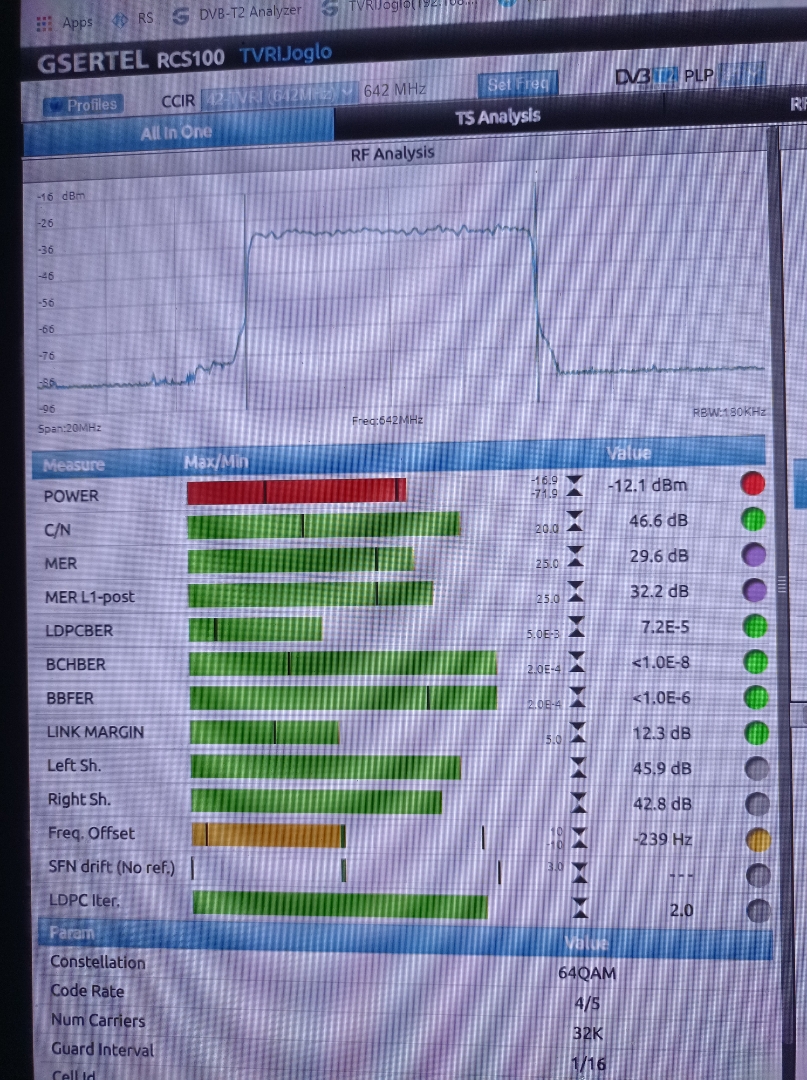 Apps RS DVB-T2 Analyzer TVRIJoglo(192.168....
GSERTEL RCS100 TVRIJoglo
Profiles CCIR 42-TVRI (642MHz) 642 MHz Set Freq DVB T2 PLP
All In One TS Analysis
RF Analysis
-16 dBm
-26
-36
-46
-56
-66
-76
-86
-96
Span:20MHz Freq:642MHz RBW:180KHz
Measure Max/Min Value
POWER -16.9 -71.9 -12.1 dBm
C/N 20.0 46.6 dB
MER 25.0 29.6 dB
MER L1-post 25.0 32.2 dB
LDPCBER 5.0E-3 7.2E-5
BCHBER 2.0E-4 <1.0E-8
BBFER 2.0E-4 <1.0E-6
LINK MARGIN 5.0 12.3 dB
Left Sh. 45.9 dB
Right Sh. 42.8 dB
Freq. Offset 10 -10 -239 Hz
SFN drift (No ref.) 3.0 ---
LDPC Iter. 2.0
Param Value
Constellation 64QAM
Code Rate 4/5
Num Carriers 32K
Guard Interval 1/16
Cell Id